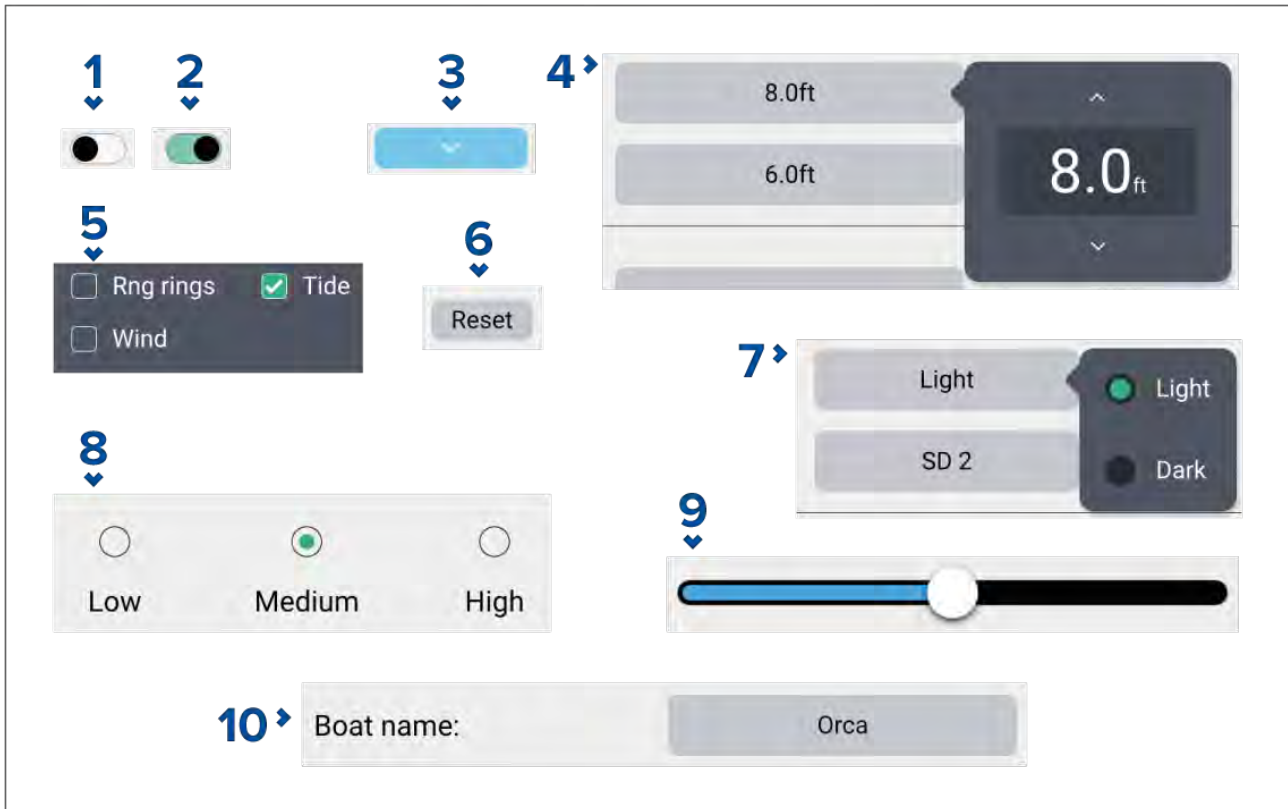 1 2 3 4
8.0ft
6.0ft
8.0ft
5
Rng rings Tide
Wind
6
Reset
7
Light
SD 2
Light
Dark
8
Low Medium High
9
10 Boat name: Orca